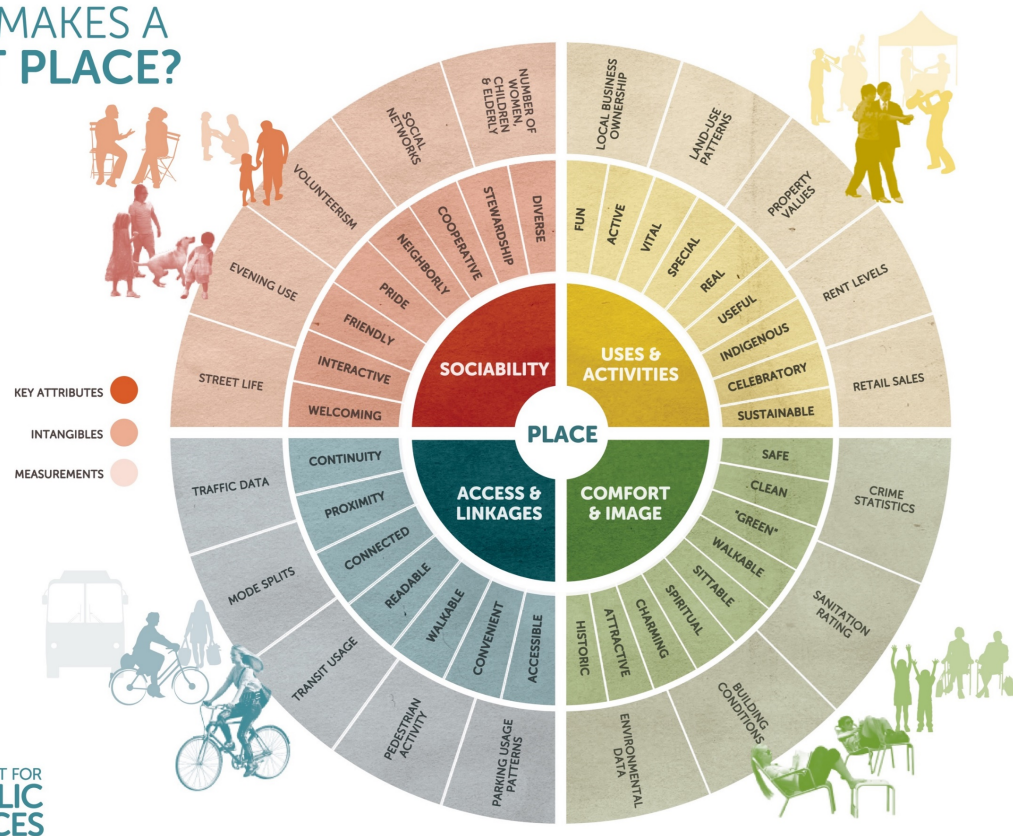 MAKES A
PLACE?
KEY ATTRIBUTES
INTANGIBLES
MEASUREMENTS
PLACE
SOCIABILITY
USES &
ACTIVITIES
ACCESS &
LINKAGES
COMFORT
& IMAGE
WELCOMING
INTERACTIVE
FRIENDLY
PRIDE
NEIGHBORLY
COOPERATIVE
STEWARDSHIP
DIVERSE
STREET LIFE
EVENING USE
VOLUNTEERISM
SOCIAL
NETWORKS
NUMBER OF
WOMEN,
CHILDREN
& ELDERLY
FUN
ACTIVE
VITAL
SPECIAL
REAL
USEFUL
INDIGENOUS
CELEBRATORY
SUSTAINABLE
LOCAL BUSINESS
OWNERSHIP
LAND-USE
PATTERNS
PROPERTY
VALUES
RENT LEVELS
RETAIL SALES
SAFE
CLEAN
"GREEN"
WALKABLE
SITTABLE
SPIRITUAL
CHARMING
ATTRACTIVE
HISTORIC
CRIME
STATISTICS
SANITATION
RATING
BUILDING
CONDITIONS
ENVIRONMENTAL
DATA
CONTINUITY
PROXIMITY
CONNECTED
READABLE
WALKABLE
CONVENIENT
ACCESSIBLE
TRAFFIC DATA
MODE SPLITS
TRANSIT USAGE
PEDESTRIAN
ACTIVITY
PARKING USAGE
PATTERNS
T FOR
LIC
CES